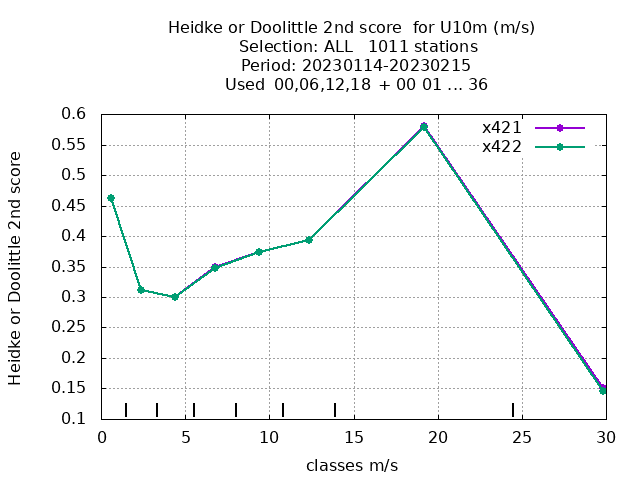 Heidke or Doolittle 2nd score  for U10m (m/s)
Selection: ALL   1011 stations
Period: 20230114-20230215
Used  00,06,12,18 + 00 01 ... 36
Heidke or Doolittle 2nd score
0.6
0.55
0.5
0.45
0.4
0.35
0.3
0.25
0.2
0.15
0.1
x421
x422
0 5 10 15 20 25 30
classes m/s